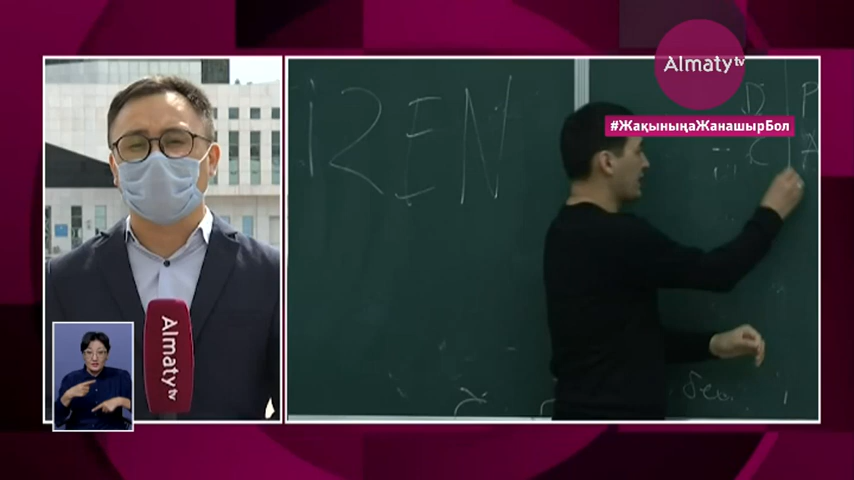 Almaty tv
#ЖақыныңаЖанашырБол
IZEN
D P
C A
Almaty tv